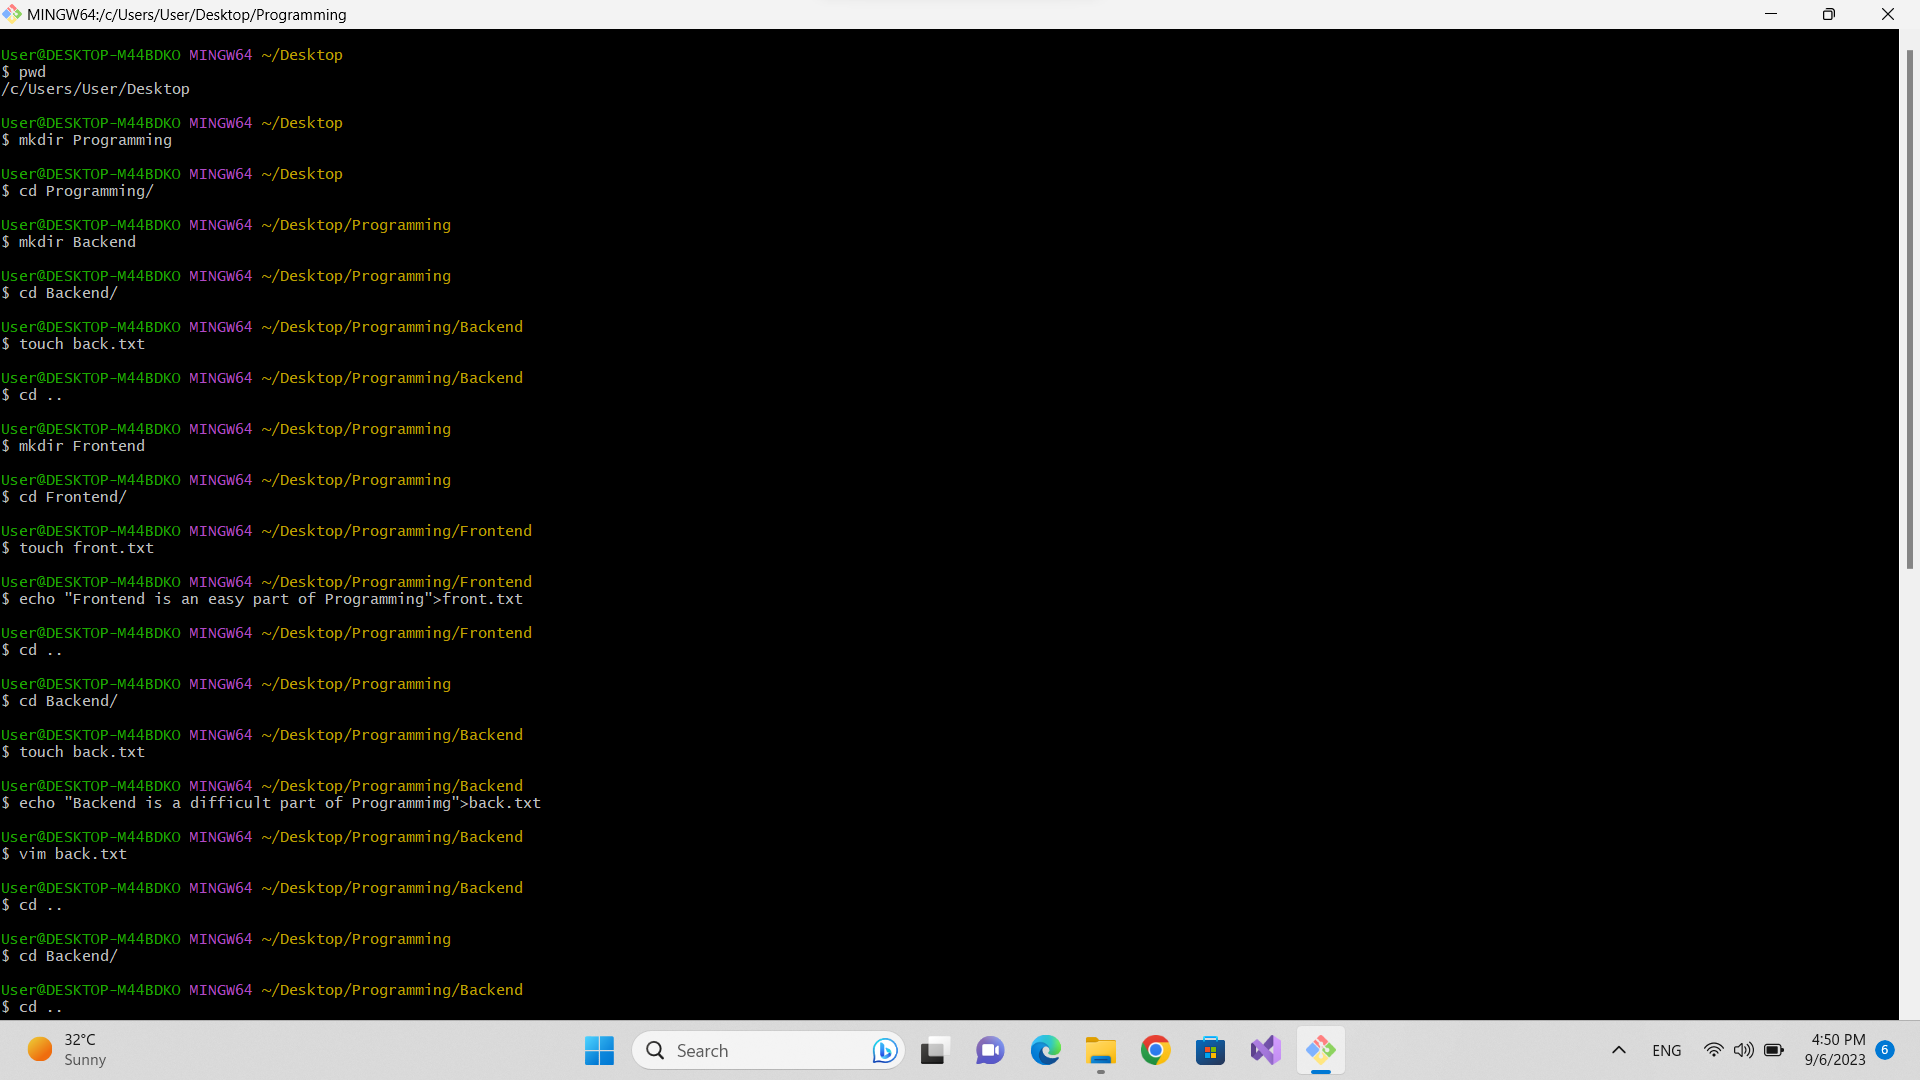 MINGW64:/c/Users/User/Desktop/Programming
User@DESKTOP-M44BDKO MINGW64 ~/Desktop
$ pwd
/c/Users/User/Desktop
User@DESKTOP-M44BDKO MINGW64 ~/Desktop
$ mkdir Programming
User@DESKTOP-M44BDKO MINGW64 ~/Desktop
$ cd Programming/
User@DESKTOP-M44BDKO MINGW64 ~/Desktop/Programming
$ mkdir Backend
User@DESKTOP-M44BDKO MINGW64 ~/Desktop/Programming
$ cd Backend/
User@DESKTOP-M44BDKO MINGW64 ~/Desktop/Programming/Backend
$ touch back.txt
User@DESKTOP-M44BDKO MINGW64 ~/Desktop/Programming/Backend
$ cd ..
User@DESKTOP-M44BDKO MINGW64 ~/Desktop/Programming
$ mkdir Frontend
User@DESKTOP-M44BDKO MINGW64 ~/Desktop/Programming
$ cd Frontend/
User@DESKTOP-M44BDKO MINGW64 ~/Desktop/Programming/Frontend
$ touch front.txt
User@DESKTOP-M44BDKO MINGW64 ~/Desktop/Programming/Frontend
$ echo "Frontend is an easy part of Programming">front.txt
User@DESKTOP-M44BDKO MINGW64 ~/Desktop/Programming/Frontend
$ cd ..
User@DESKTOP-M44BDKO MINGW64 ~/Desktop/Programming
$ cd Backend/
User@DESKTOP-M44BDKO MINGW64 ~/Desktop/Programming/Backend
$ touch back.txt
User@DESKTOP-M44BDKO MINGW64 ~/Desktop/Programming/Backend
$ echo "Backend is a difficult part of Programmimg">back.txt
User@DESKTOP-M44BDKO MINGW64 ~/Desktop/Programming/Backend
$ vim back.txt
User@DESKTOP-M44BDKO MINGW64 ~/Desktop/Programming/Backend
$ cd ..
User@DESKTOP-M44BDKO MINGW64 ~/Desktop/Programming
$ cd Backend/
User@DESKTOP-M44BDKO MINGW64 ~/Desktop/Programming/Backend
$ cd ..
32°C
Sunny
Search
ENG
4:50 PM
9/6/2023
6